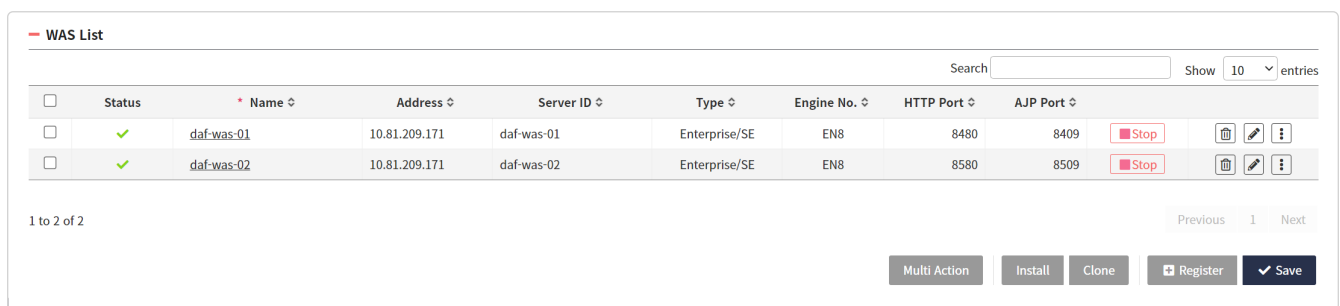 WAS List
Search Show 10 entries
Status * Name Address Server ID Type Engine No. HTTP Port AJP Port
daf-was-01 10.81.209.171 daf-was-01 Enterprise/SE EN8 8480 8409 Stop
daf-was-02 10.81.209.171 daf-was-02 Enterprise/SE EN8 8580 8509 Stop
1 to 2 of 2
Previous 1 Next
Multi Action Install Clone Register Save